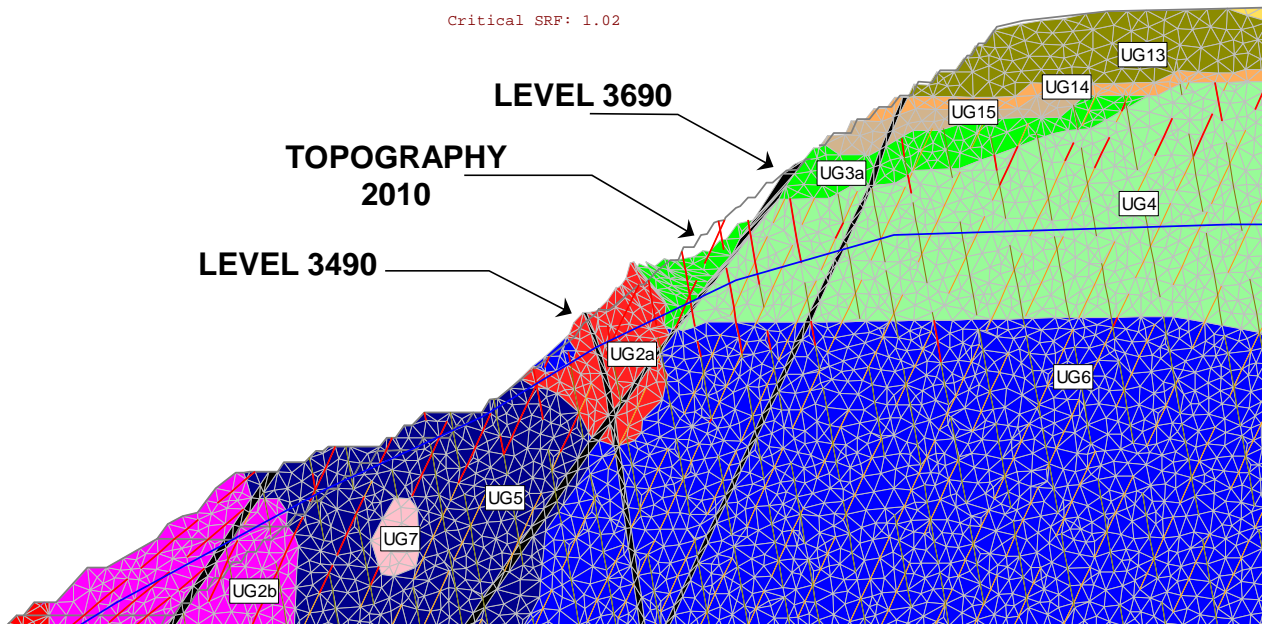 Critical SRF: 1.02
UG13
LEVEL 3690
UG14
UG15
TOPOGRAPHY
2010
UG3a
UG4
LEVEL 3490
UG2a
UG6
UG5
UG7
UG2b